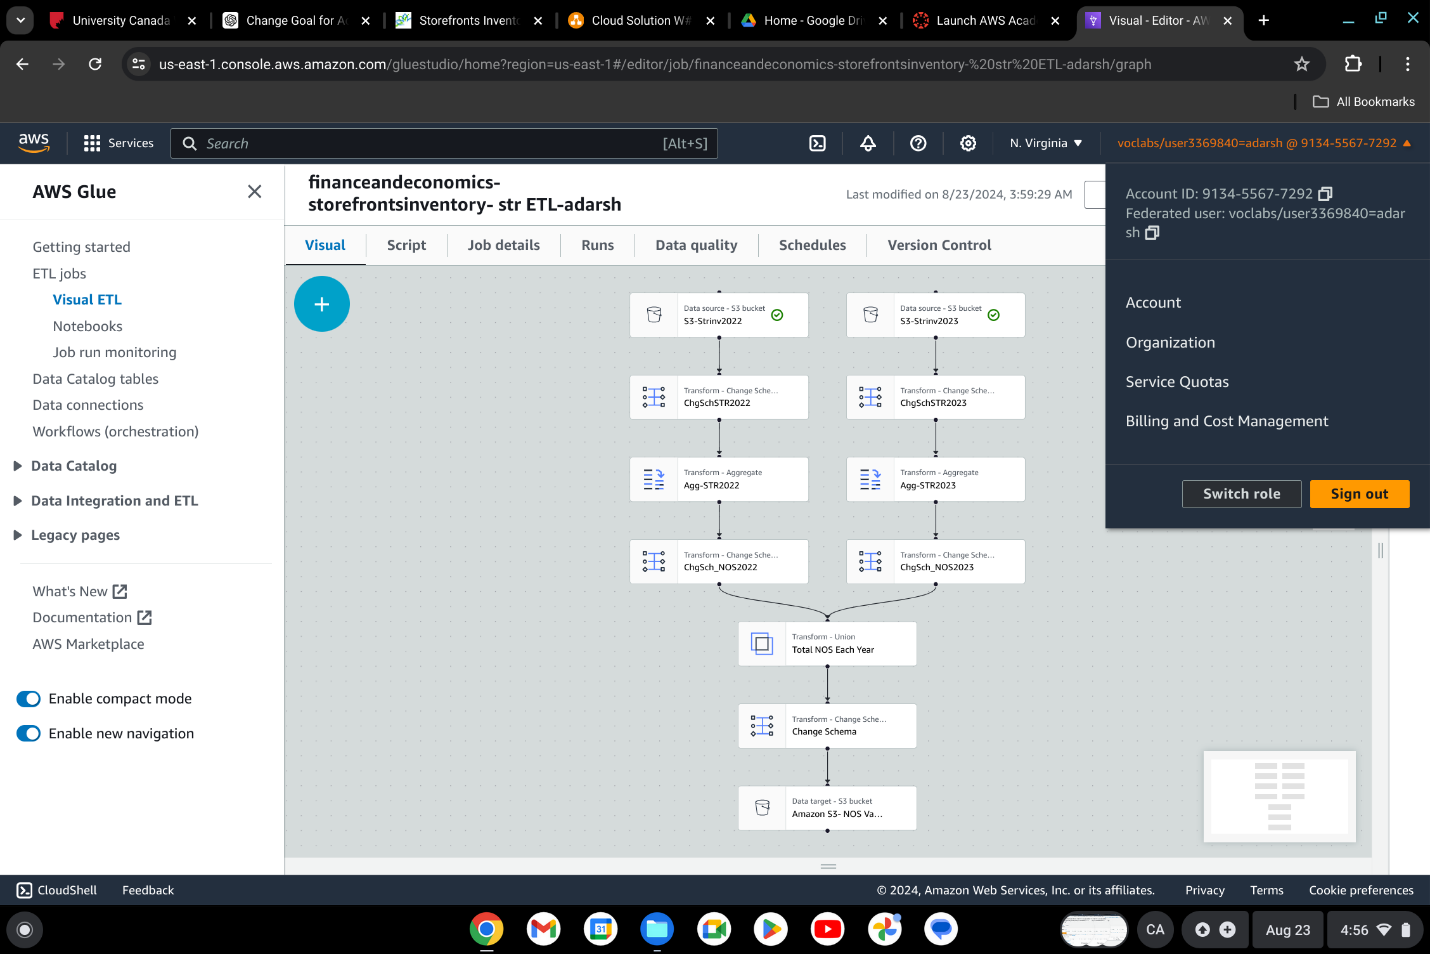 University Canada
Change Goal for Ac
Storefronts Invent
Cloud Solution W#
Home - Google Dri
Launch AWS Acad
Visual - Editor - AW
us-east-1.console.aws.amazon.com/gluestudio/home?region=us-east-1#/editor/job/financeandeconomics-storefrontsinventory-%20str%20ETL-adarsh/graph
All Bookmarks
aws
Services
Search
[Alt+S]
N. Virginia
voclabs/user3369840=adarsh @ 9134-5567-7292
AWS Glue
Getting started
ETL jobs
Visual ETL
Notebooks
Job run monitoring
Data Catalog tables
Data connections
Workflows (orchestration)
Data Catalog
Data Integration and ETL
Legacy pages
What's New
Documentation
AWS Marketplace
Enable compact mode
Enable new navigation
financeandeconomics-
storefrontsinventory- str ETL-adarsh
Last modified on 8/23/2024, 3:59:29 AM
Visual
Script
Job details
Runs
Data quality
Schedules
Version Control
Data source - S3 bucket
S3-Strinv2022
Data source - S3 bucket
S3-Strinv2023
Transform - Change Sche...
ChgSchSTR2022
Transform - Change Sche...
ChgSchSTR2023
Transform - Aggregate
Agg-STR2022
Transform - Aggregate
Agg-STR2023
Transform - Change Sche...
ChgSch_NOS2022
Transform - Change Sche...
ChgSch_NOS2023
Transform - Union
Total NOS Each Year
Transform - Change Sche...
Change Schema
Data target - S3 bucket
Amazon S3- NOS Va...
Account ID: 9134-5567-7292
Federated user: voclabs/user3369840=adar
sh
Account
Organization
Service Quotas
Billing and Cost Management
Switch role
Sign out
CloudShell
Feedback
© 2024, Amazon Web Services, Inc. or its affiliates.
Privacy
Terms
Cookie preferences
31
CA
Aug 23
4:56